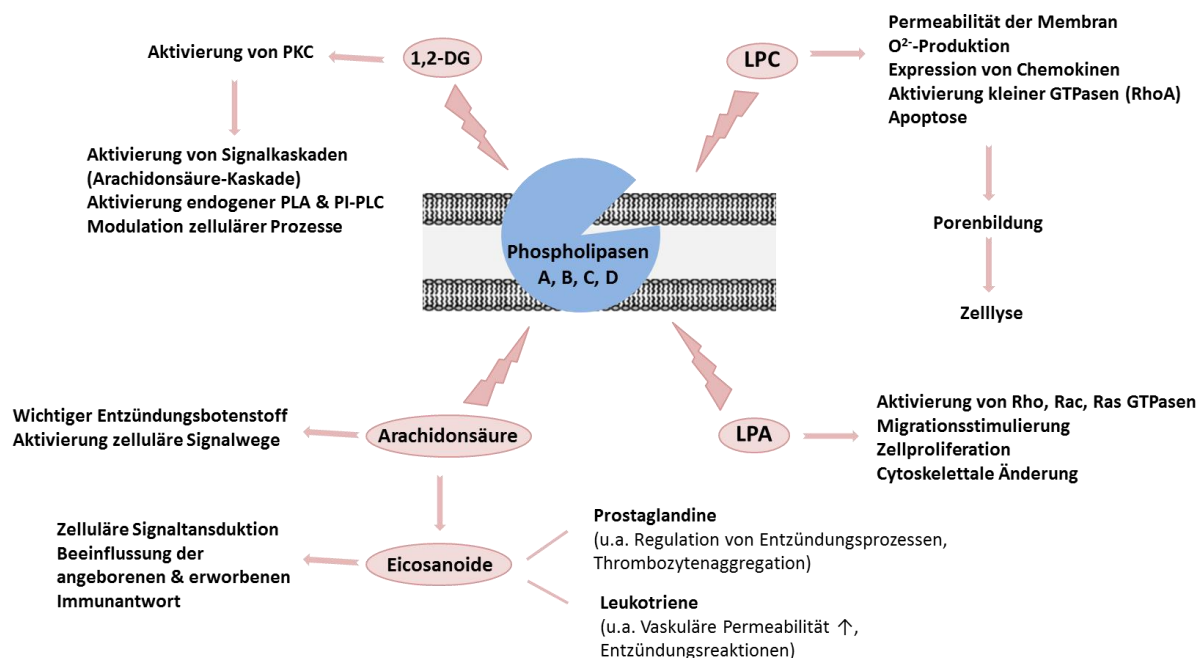 1,2-DG
Aktivierung von PKC
Aktivierung von Signalkaskaden
(Arachidonsäure-Kaskade)
Aktivierung endogener PLA & PI-PLC
Modulation zellulärer Prozesse
LPC
Permeabilität der Membran
O²⁻-Produktion
Expression von Chemokinen
Aktivierung kleiner GTPasen (RhoA)
Apoptose
Porenbildung
Zelllyse
Phospholipasen
A, B, C, D
Arachidonsäure
Wichtiger Entzündungsbotenstoff
Aktivierung zelluläre Signalwege
LPA
Aktivierung von Rho, Rac, Ras GTPasen
Migrationsstimulierung
Zellproliferation
Cytoskelettale Änderung
Eicosanoide
Zelluläre Signaltansduktion
Beeinflussung der
angeborenen & erworbenen
Immunantwort
Prostaglandine
(u.a. Regulation von Entzündungsprozessen,
Thrombozytenaggregation)
Leukotriene
(u.a. Vaskuläre Permeabilität ↑,
Entzündungsreaktionen)